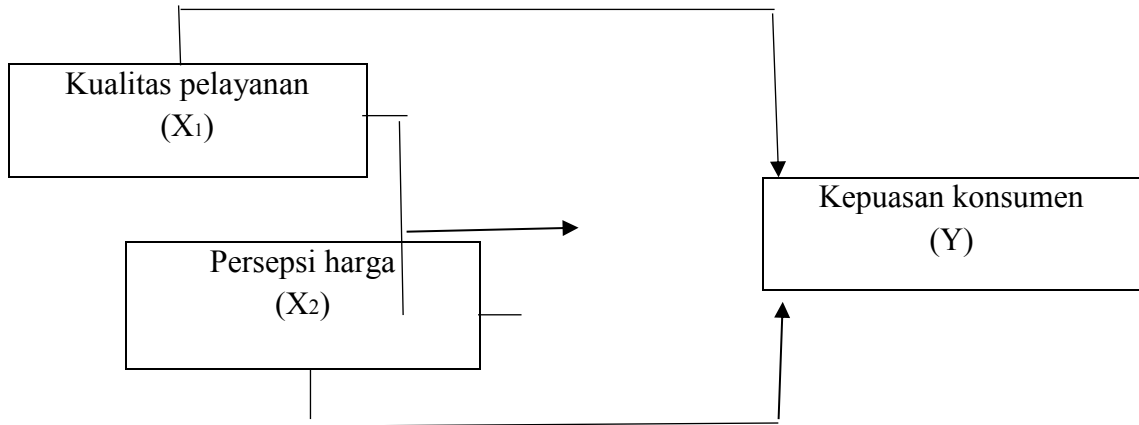 Kualitas pelayanan
(X₁)
Persepsi harga
(X₂)
Kepuasan konsumen
(Y)